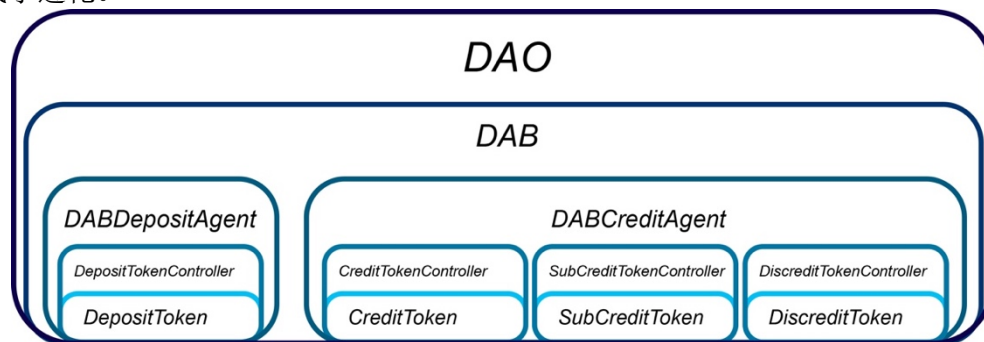 DAO
DAB
DABDepositAgent
DABCreditAgent
DepositTokenController
CreditTokenController
SubCreditTokenController
DiscreditTokenController
DepositToken
CreditToken
SubCreditToken
DiscreditToken